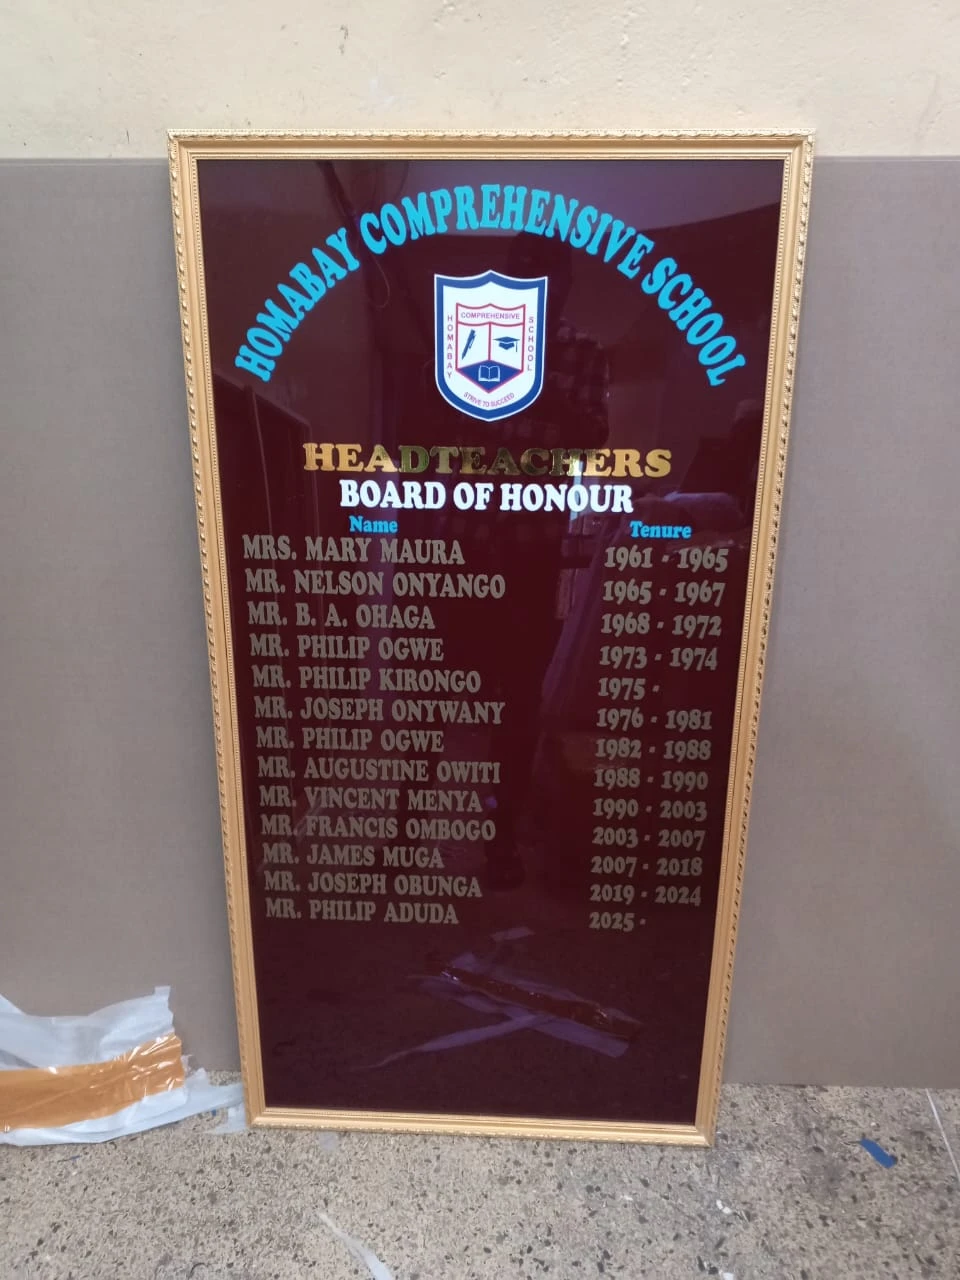 HOMABAY COMPREHENSIVE SCHOOL
COMPREHENSIVE
HOMABAY
SCHOOL
STRIVE TO SUCCEED
HEADTEACHERS
BOARD OF HONOUR
Name Tenure
MRS. MARY MAURA 1961 - 1965
MR. NELSON ONYANGO 1965 - 1967
MR. B. A. OHAGA 1968 - 1972
MR. PHILIP OGWE 1973 - 1974
MR. PHILIP KIRONGO 1975 -
MR. JOSEPH ONYWANY 1976 - 1981
MR. PHILIP OGWE 1982 - 1988
MR. AUGUSTINE OWITI 1988 - 1990
MR. VINCENT MENYA 1990 - 2003
MR. FRANCIS OMBOGO 2003 - 2007
MR. JAMES MUGA 2007 - 2018
MR. JOSEPH OBUNGA 2019 - 2024
MR. PHILIP ADUDA 2025 -